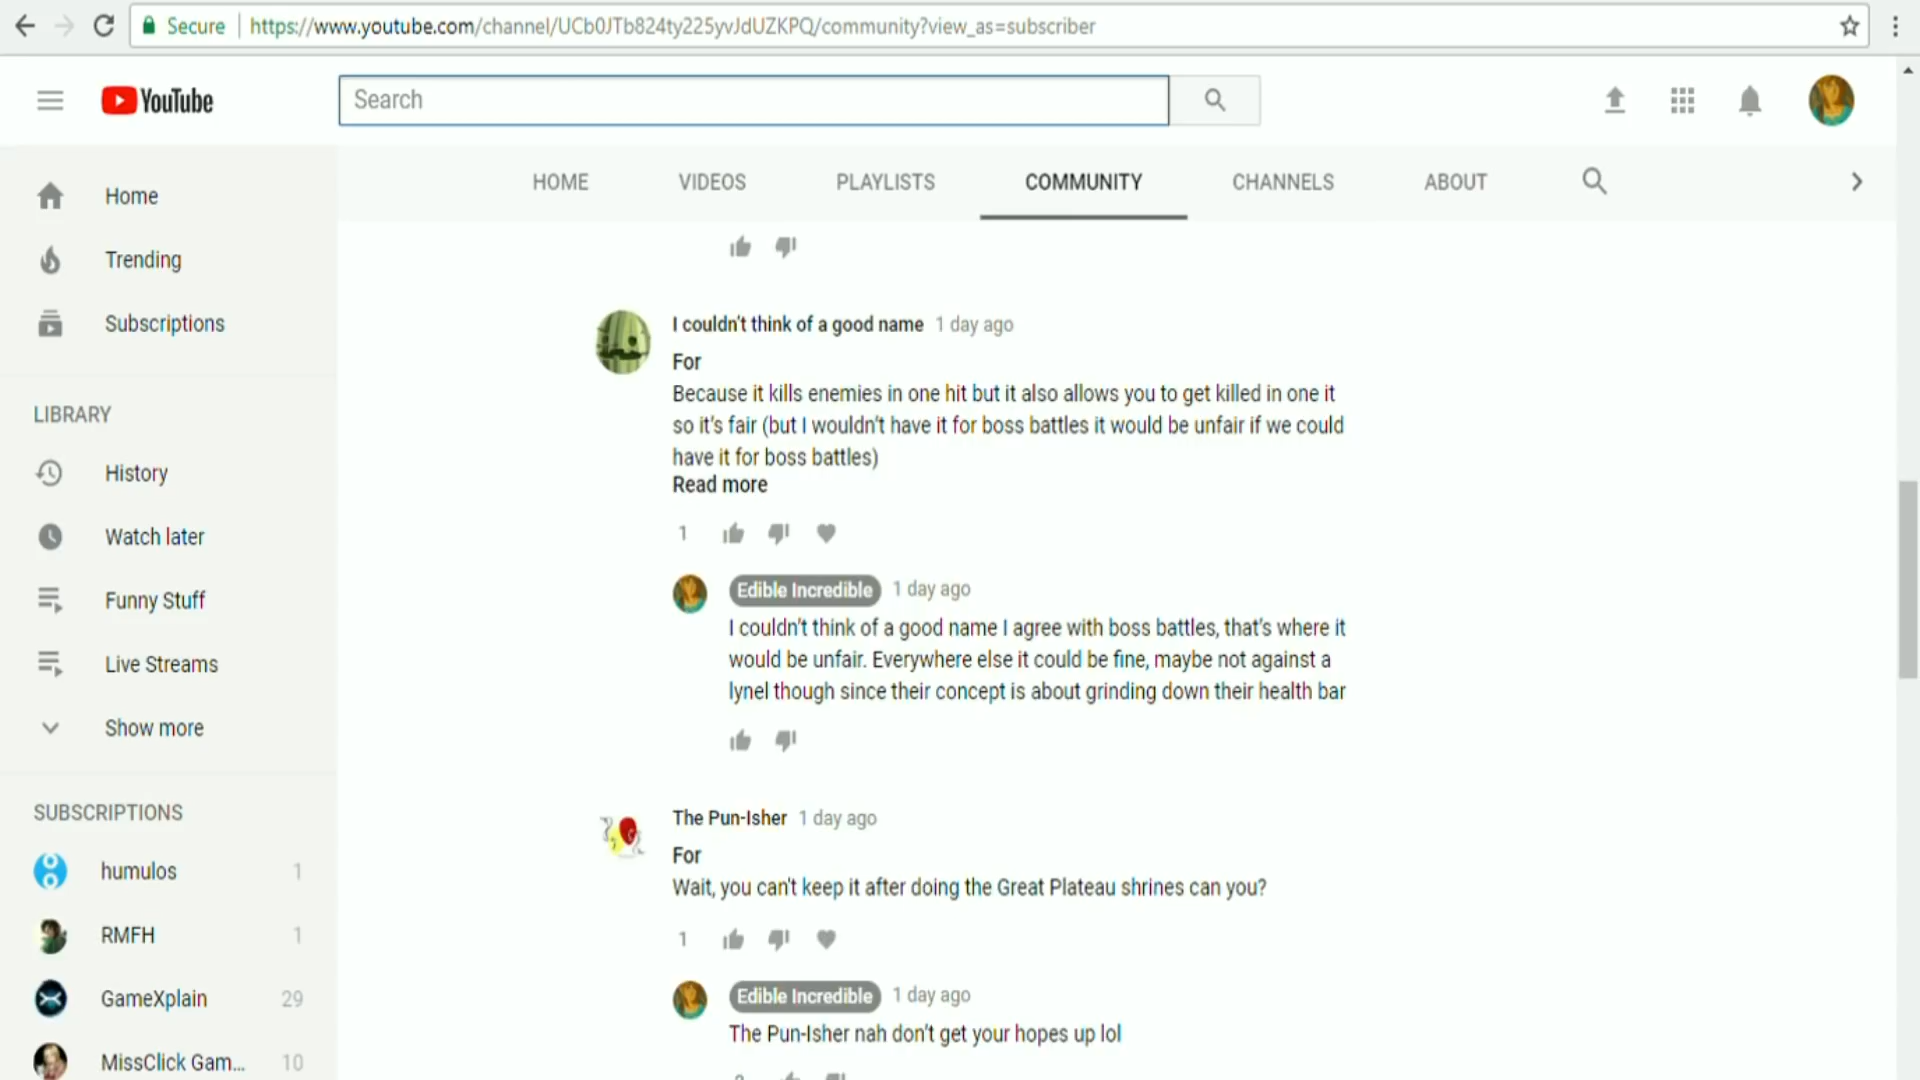 Secure https://www.youtube.com/channel/UCb0JTb824ty225yvJdUZKPQ/community?view_as=subscriber
YouTube
Search
HOME VIDEOS PLAYLISTS COMMUNITY CHANNELS ABOUT
Home
Trending
Subscriptions
LIBRARY
History
Watch later
Funny Stuff
Live Streams
Show more
SUBSCRIPTIONS
humulos 1
RMFH 1
GameXplain 29
MissClick Gam... 10
I couldn't think of a good name 1 day ago
For
Because it kills enemies in one hit but it also allows you to get killed in one it
so it's fair (but I wouldn't have it for boss battles it would be unfair if we could
have it for boss battles)
Read more
1
Edible Incredible 1 day ago
I couldn't think of a good name I agree with boss battles, that's where it
would be unfair. Everywhere else it could be fine, maybe not against a
lynel though since their concept is about grinding down their health bar
The Pun-Isher 1 day ago
For
Wait, you can't keep it after doing the Great Plateau shrines can you?
1
Edible Incredible 1 day ago
The Pun-Isher nah don't get your hopes up lol